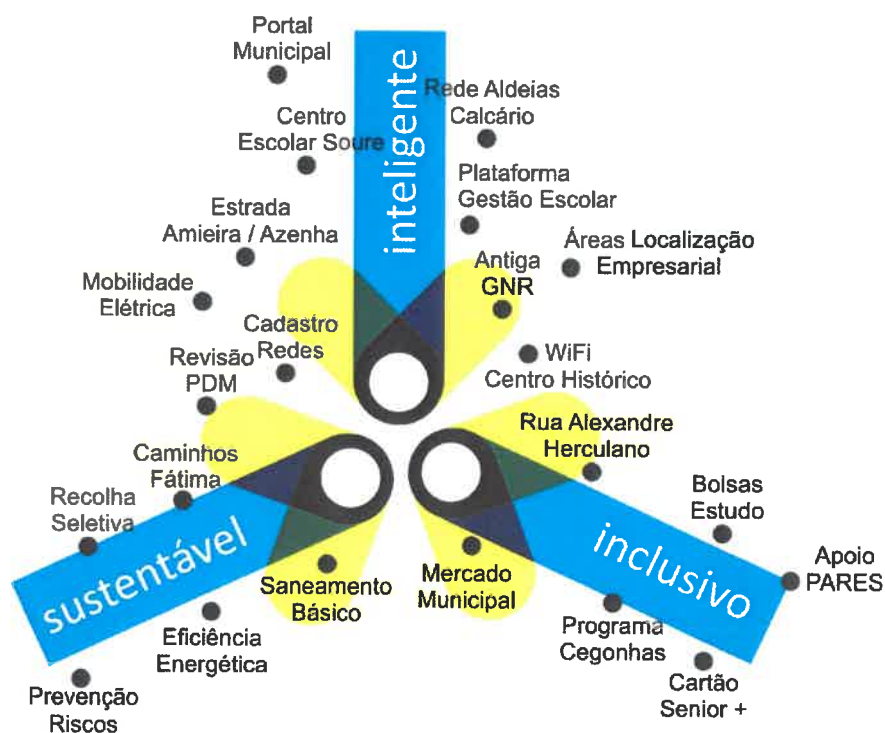 Portal
Municipal
inteligente
Rede Aldeias
Calcário
Centro
Escolar Soure
Plataforma
Gestão Escolar
Estrada
Amieira / Azenha
Áreas Localização
Empresarial
Antiga
GNR
Mobilidade
Elétrica
Cadastro
Redes
WiFi
Centro Histórico
Revisão
PDM
Rua Alexandre
Herculano
Caminhos
Fátima
Recolha
Seletiva
Bolsas
Estudo
sustentável
inclusivo
Apoio
PARES
Saneamento
Básico
Mercado
Municipal
Eficiência
Energética
Programa
Cegonhas
Prevenção
Riscos
Cartão
Senior +